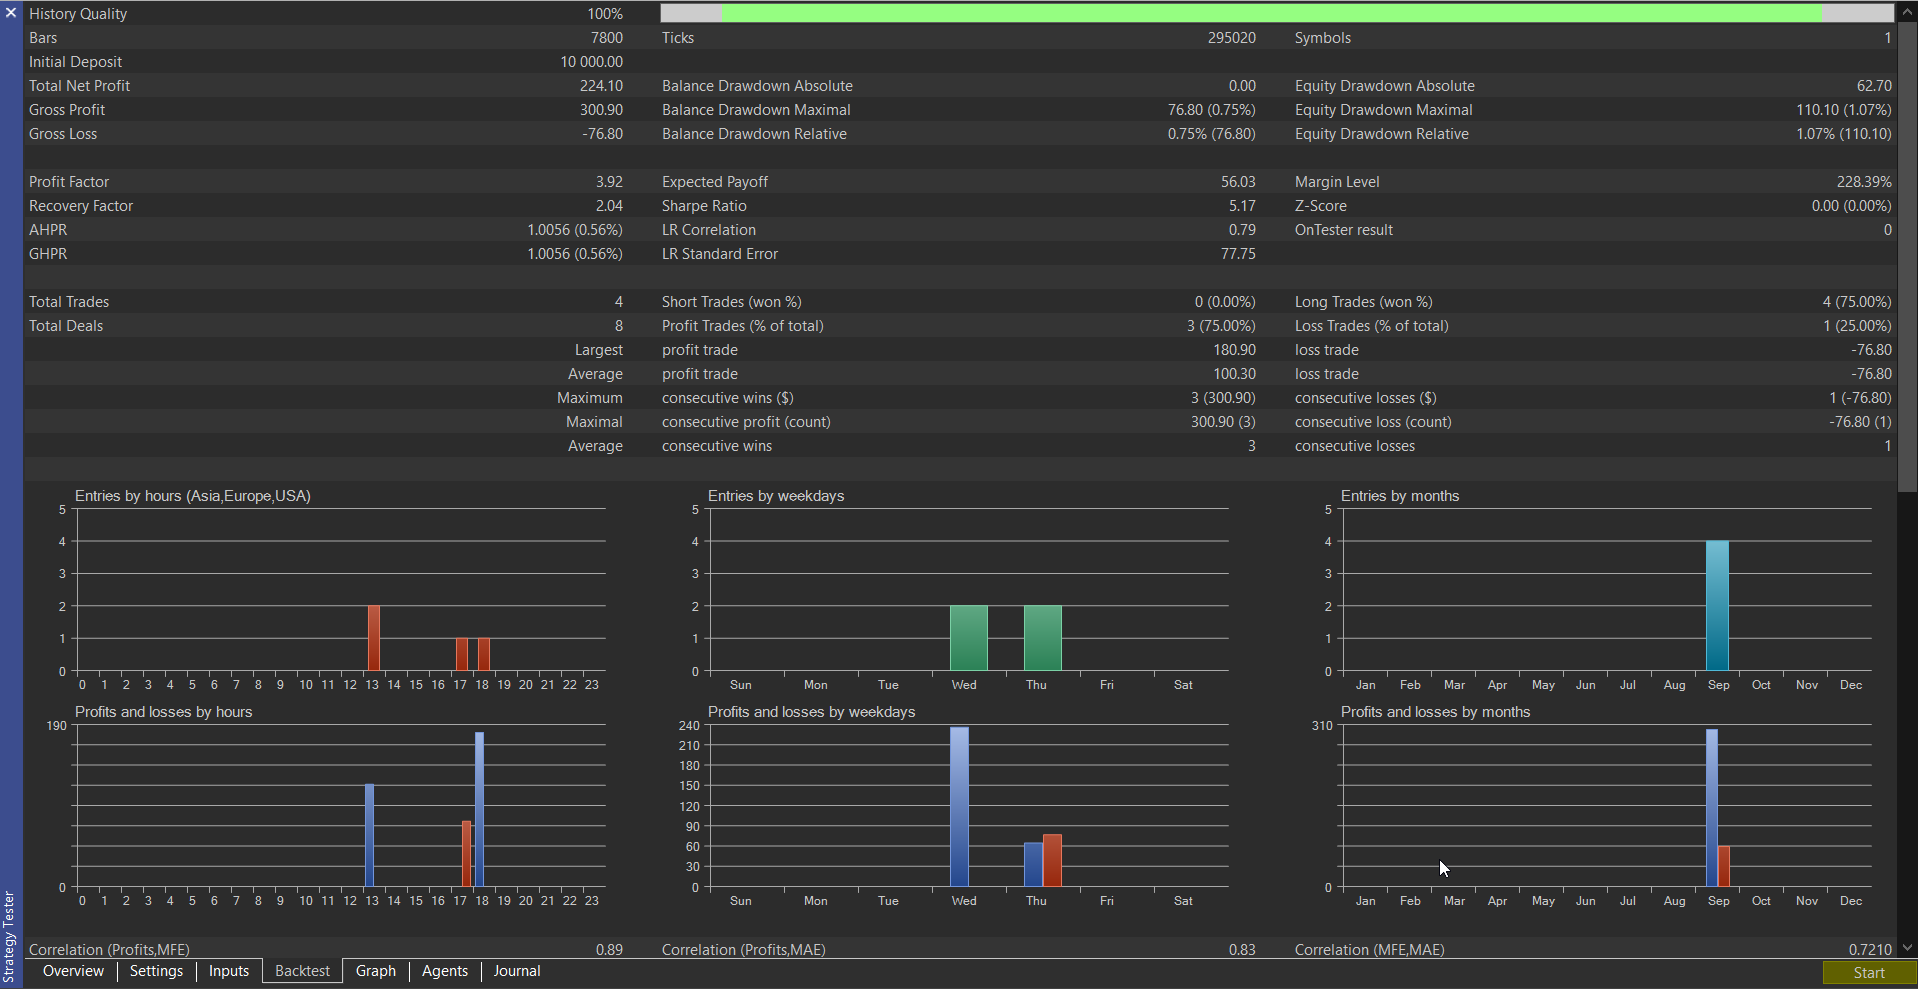 History Quality 100%
Bars 7800 Ticks 295020 Symbols 1
Initial Deposit 10 000.00
Total Net Profit 224.10 Balance Drawdown Absolute 0.00 Equity Drawdown Absolute 62.70
Gross Profit 300.90 Balance Drawdown Maximal 76.80 (0.75%) Equity Drawdown Maximal 110.10 (1.07%)
Gross Loss -76.80 Balance Drawdown Relative 0.75% (76.80) Equity Drawdown Relative 1.07% (110.10)
Profit Factor 3.92 Expected Payoff 56.03 Margin Level 228.39%
Recovery Factor 2.04 Sharpe Ratio 5.17 Z-Score 0.00 (0.00%)
AHPR 1.0056 (0.56%) LR Correlation 0.79 OnTester result 0
GHPR 1.0056 (0.56%) LR Standard Error 77.75
Total Trades 4 Short Trades (won %) 0 (0.00%) Long Trades (won %) 4 (75.00%)
Total Deals 8 Profit Trades (% of total) 3 (75.00%) Loss Trades (% of total) 1 (25.00%)
Largest profit trade 180.90 loss trade -76.80
Average profit trade 100.30 loss trade -76.80
Maximum consecutive wins ($) 3 (300.90) consecutive losses ($) 1 (-76.80)
Maximal consecutive profit (count) 300.90 (3) consecutive loss (count) -76.80 (1)
Average consecutive wins 3 consecutive losses 1
Entries by hours (Asia,Europe,USA) Entries by weekdays Entries by months
5 5 5
4 4 4
3 3 3
2 2 2
1 1 1
0 0 0
0 1 2 3 4 5 6 7 8 9 10 11 12 13 14 15 16 17 18 19 20 21 22 23 Sun Mon Tue Wed Thu Fri Sat Jan Feb Mar Apr May Jun Jul Aug Sep Oct Nov Dec
Profits and losses by hours Profits and losses by weekdays Profits and losses by months
190 240 310
210
180
150
120
90
60
30
0 0 0
0 1 2 3 4 5 6 7 8 9 10 11 12 13 14 15 16 17 18 19 20 21 22 23 Sun Mon Tue Wed Thu Fri Sat Jan Feb Mar Apr May Jun Jul Aug Sep Oct Nov Dec
Correlation (Profits,MFE) 0.89 Correlation (Profits,MAE) 0.83 Correlation (MFE,MAE) 0.7210
Strategy Tester
Overview Settings Inputs Backtest Graph Agents Journal Start